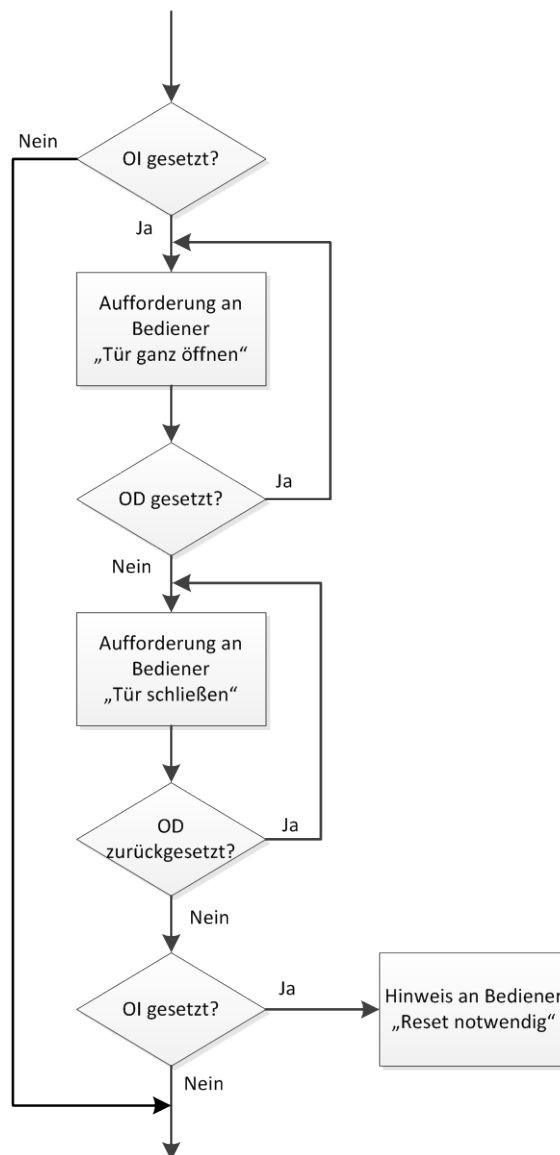 Nein
OI gesetzt?
Ja
Aufforderung an
Bediener
„Tür ganz öffnen“
OD gesetzt?
Ja
Nein
Aufforderung an
Bediener
„Tür schließen“
OD
zurückgesetzt?
Ja
Nein
OI gesetzt?
Ja
Hinweis an Bediener
„Reset notwendig“
Nein